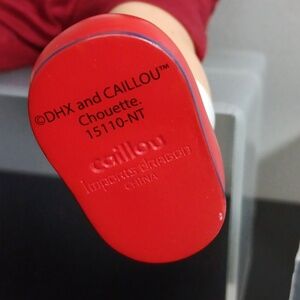 ©DHX and CAILLOU™
Chouette.
15110-NT
caillou
Imports DRAGON
CHINA